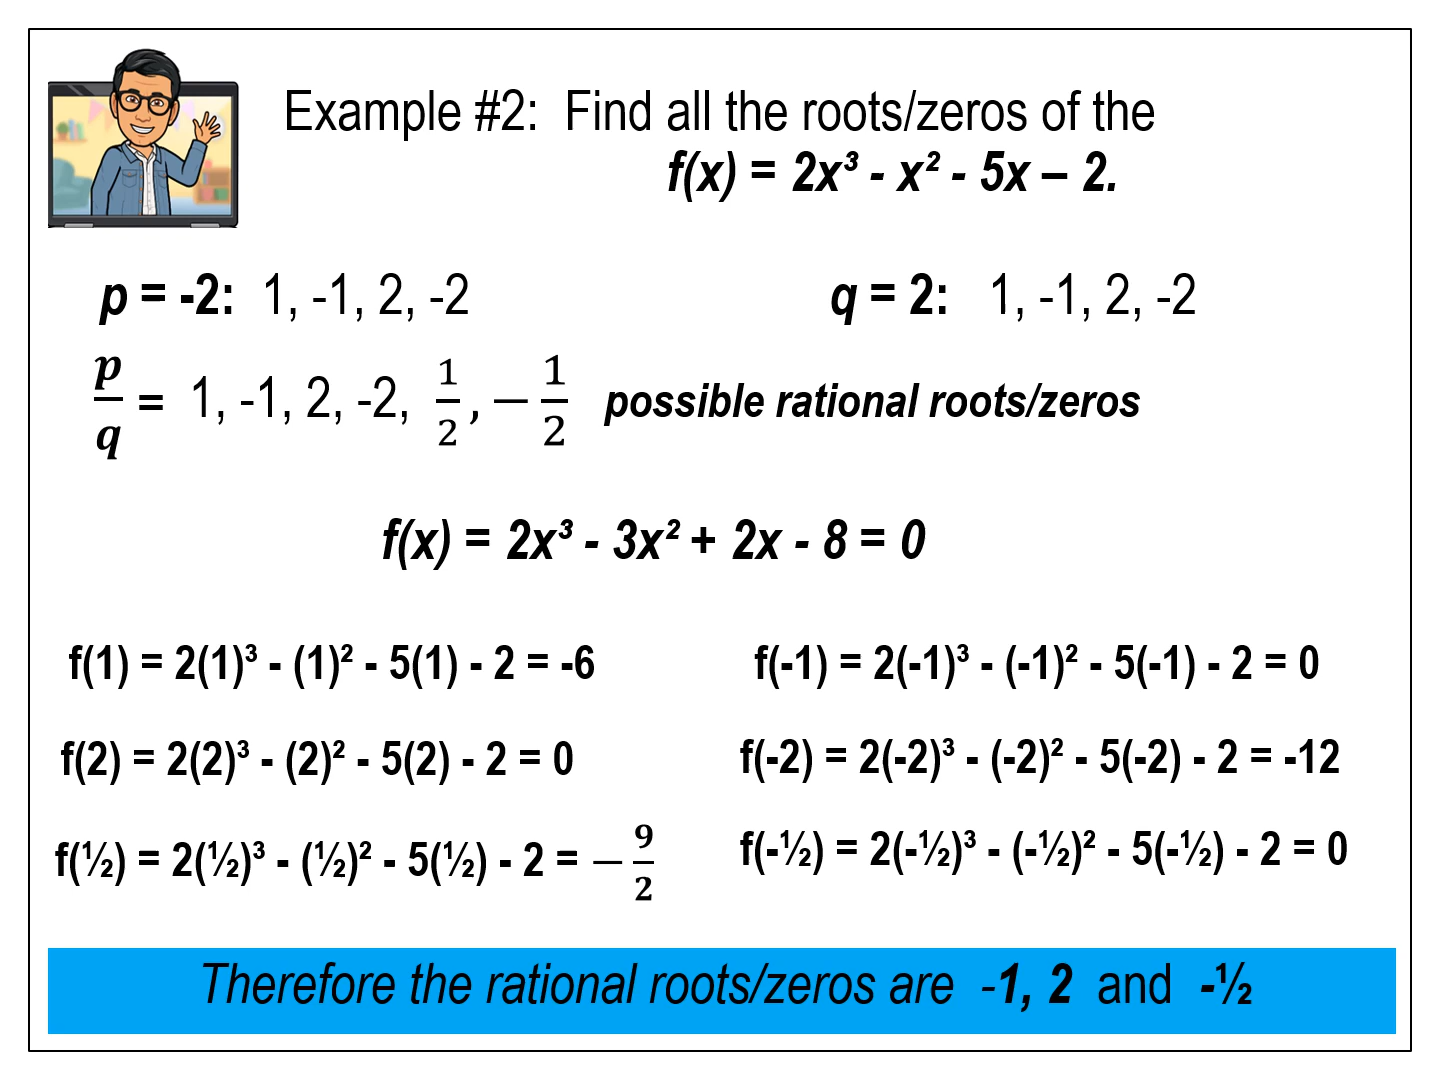 Example #2: Find all the roots/zeros of the
f(x) = 2x³ - x² - 5x – 2.
p = -2: 1, -1, 2, -2 q = 2: 1, -1, 2, -2
p/q = 1, -1, 2, -2, 1/2, −1/2 possible rational roots/zeros
f(x) = 2x³ - 3x² + 2x - 8 = 0
f(1) = 2(1)³ - (1)² - 5(1) - 2 = -6 f(-1) = 2(-1)³ - (-1)² - 5(-1) - 2 = 0
f(2) = 2(2)³ - (2)² - 5(2) - 2 = 0 f(-2) = 2(-2)³ - (-2)² - 5(-2) - 2 = -12
f(½) = 2(½)³ - (½)² - 5(½) - 2 = −9/2 f(-½) = 2(-½)³ - (-½)² - 5(-½) - 2 = 0
Therefore the rational roots/zeros are -1, 2 and -½